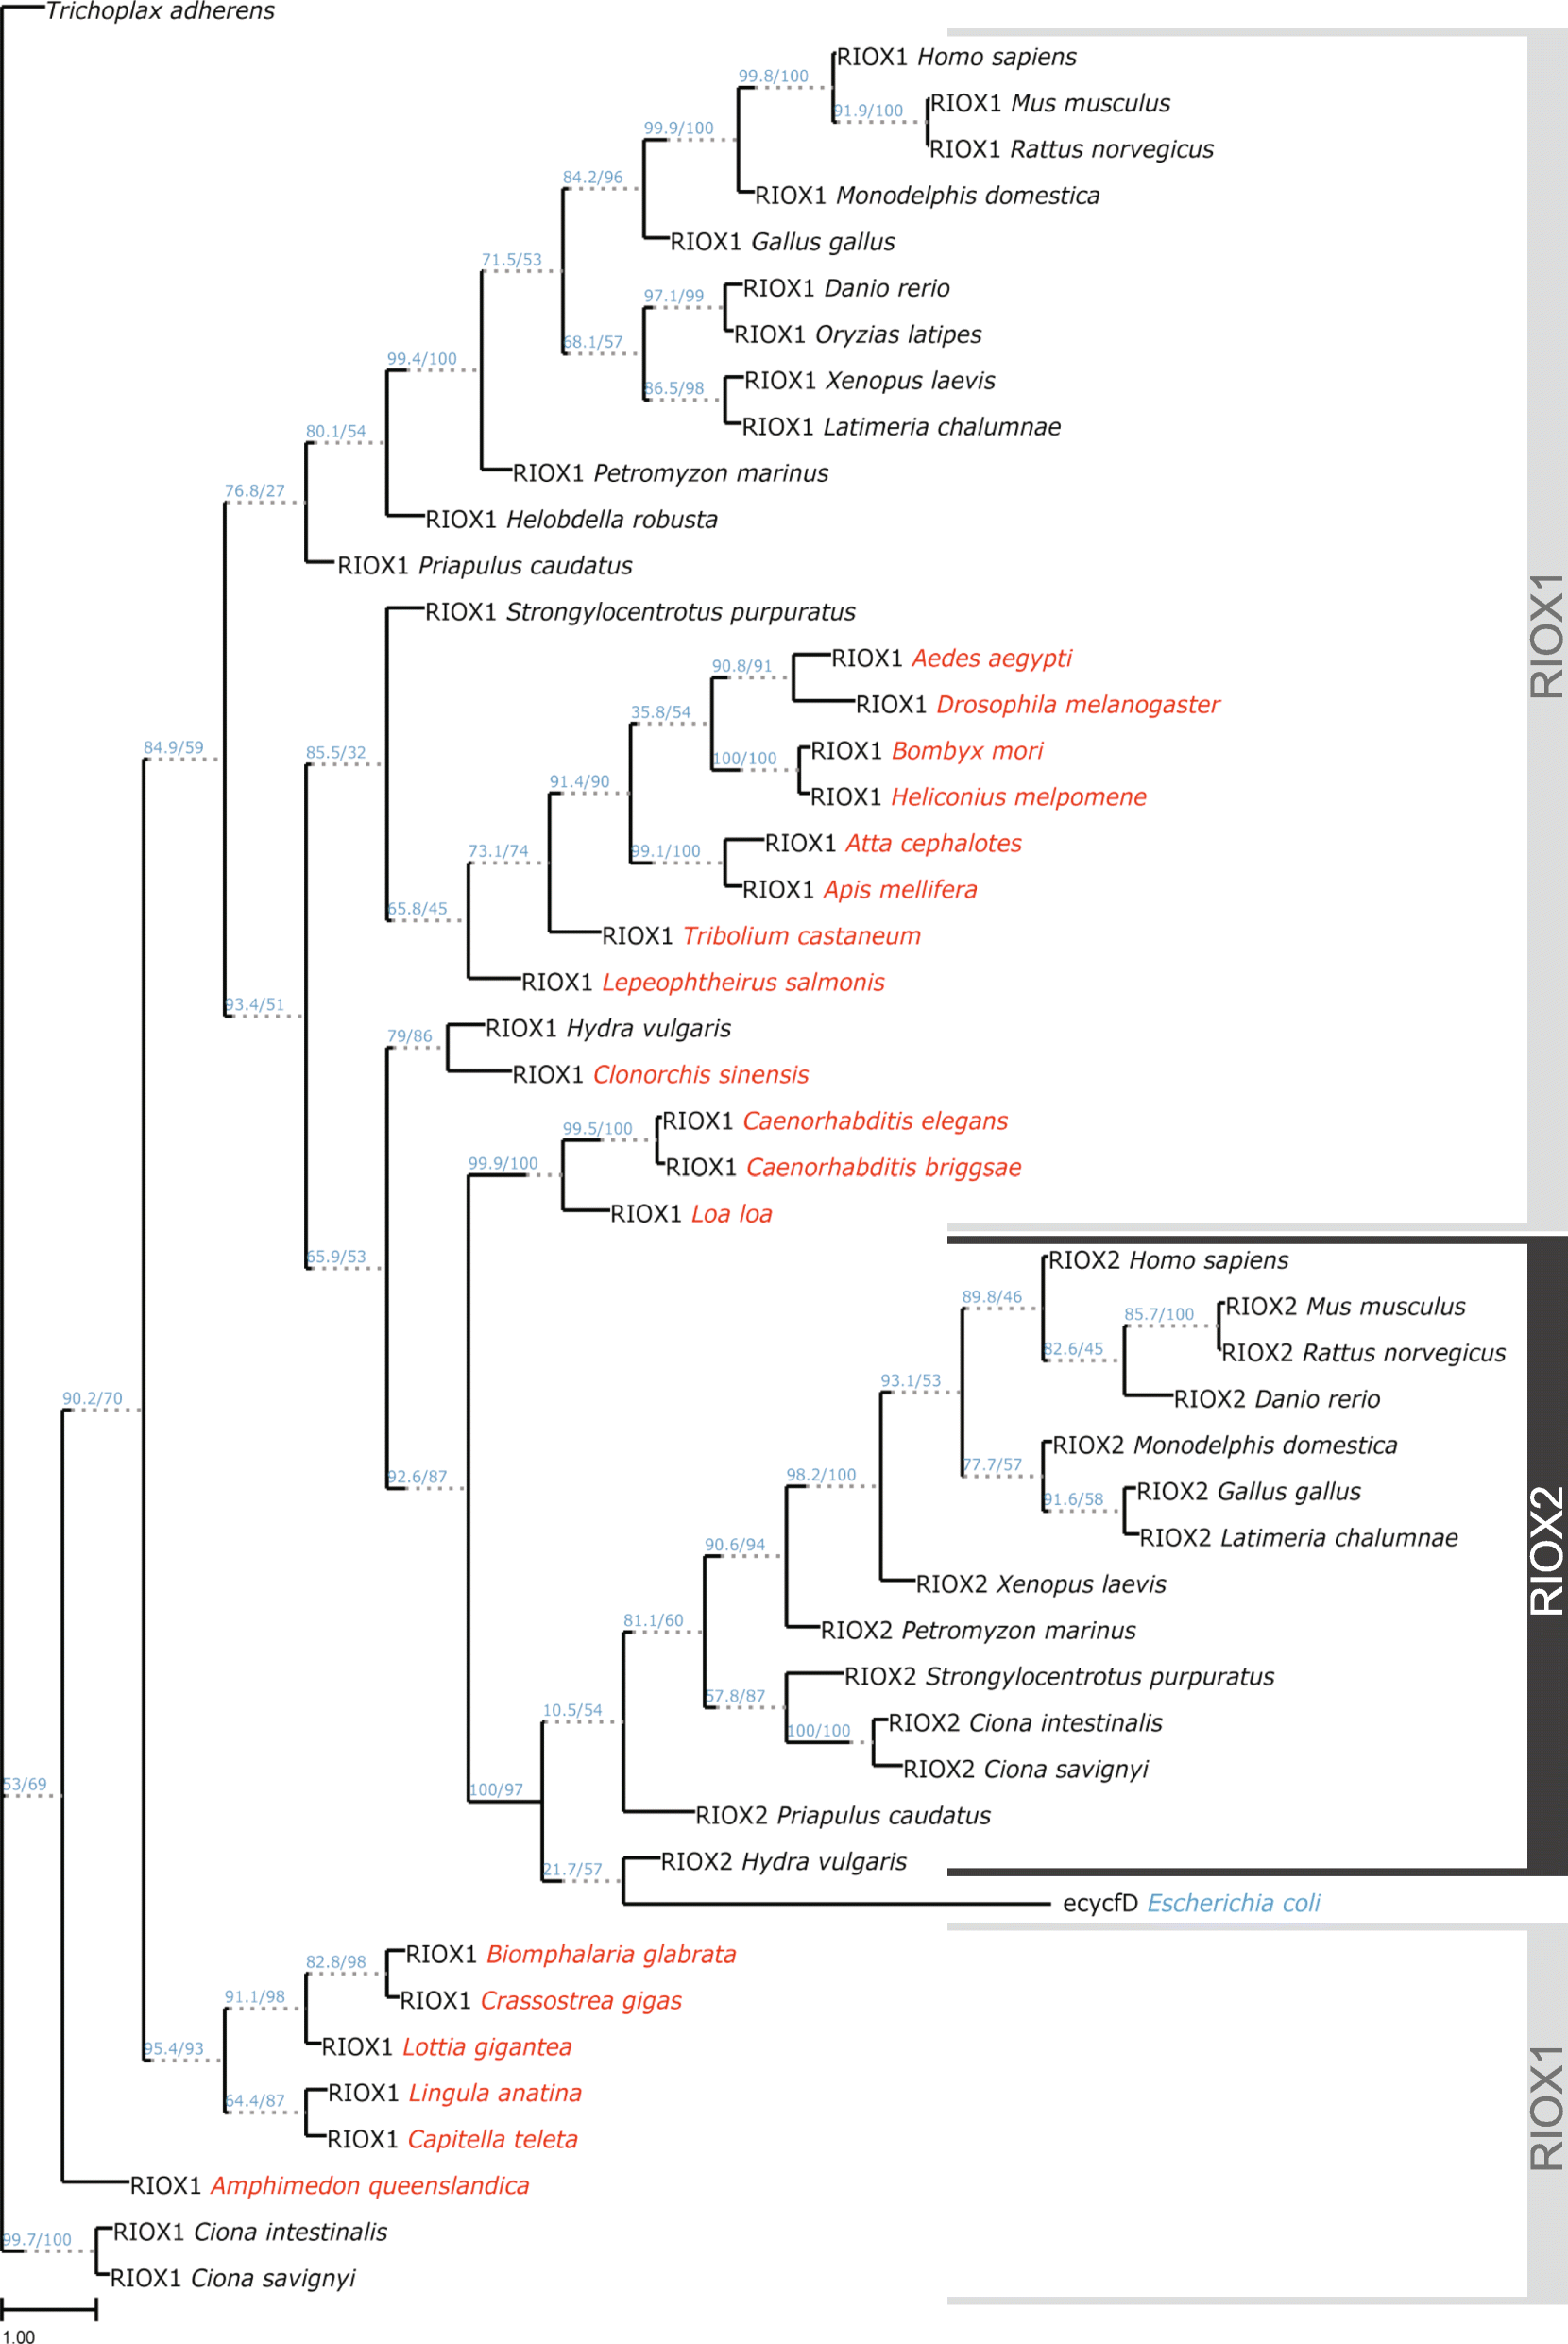 Trichoplax adherens
RIOX1 Homo sapiens
99.8/100
91.9/100
RIOX1 Mus musculus
99.9/100
RIOX1 Rattus norvegicus
84.2/96
RIOX1 Monodelphis domestica
RIOX1 Gallus gallus
71.5/53
RIOX1 Danio rerio
97.1/99
RIOX1 Oryzias latipes
68.1/57
99.4/100
RIOX1 Xenopus laevis
86.5/98
RIOX1 Latimeria chalumnae
80.1/54
RIOX1 Petromyzon marinus
76.8/27
RIOX1 Helobdella robusta
RIOX1 Priapulus caudatus
RIOX1 Strongylocentrotus purpuratus
RIOX1
RIOX1 Aedes aegypti
90.8/91
RIOX1 Drosophila melanogaster
35.8/54
84.9/59
85.5/32
RIOX1 Bombyx mori
100/100
91.4/90
RIOX1 Heliconius melpomene
RIOX1 Atta cephalotes
73.1/74
99.1/100
RIOX1 Apis mellifera
65.8/45
RIOX1 Tribolium castaneum
RIOX1 Lepeophtheirus salmonis
93.4/51
RIOX1 Hydra vulgaris
79/86
RIOX1 Clonorchis sinensis
RIOX1 Caenorhabditis elegans
99.5/100
99.9/100
RIOX1 Caenorhabditis briggsae
RIOX1 Loa loa
65.9/53
RIOX2 Homo sapiens
89.8/46
RIOX2 Mus musculus
85.7/100
82.6/45
RIOX2 Rattus norvegicus
93.1/53
90.2/70
RIOX2 Danio rerio
RIOX2 Monodelphis domestica
77.7/57
92.6/87
98.2/100
RIOX2 Gallus gallus
91.6/58
RIOX2 Latimeria chalumnae
RIOX2
90.6/94
RIOX2 Xenopus laevis
81.1/60
RIOX2 Petromyzon marinus
RIOX2 Strongylocentrotus purpuratus
57.8/87
10.5/54
RIOX2 Ciona intestinalis
100/100
RIOX2 Ciona savignyi
53/69
100/97
RIOX2 Priapulus caudatus
RIOX2 Hydra vulgaris
21.7/57
ecycfD Escherichia coli
RIOX1 Biomphalaria glabrata
82.8/98
91.1/98
RIOX1 Crassostrea gigas
95.4/93
RIOX1 Lottia gigantea
RIOX1 Lingula anatina
64.4/87
RIOX1 Capitella teleta
RIOX1
RIOX1 Amphimedon queenslandica
RIOX1 Ciona intestinalis
99.7/100
RIOX1 Ciona savignyi
1.00